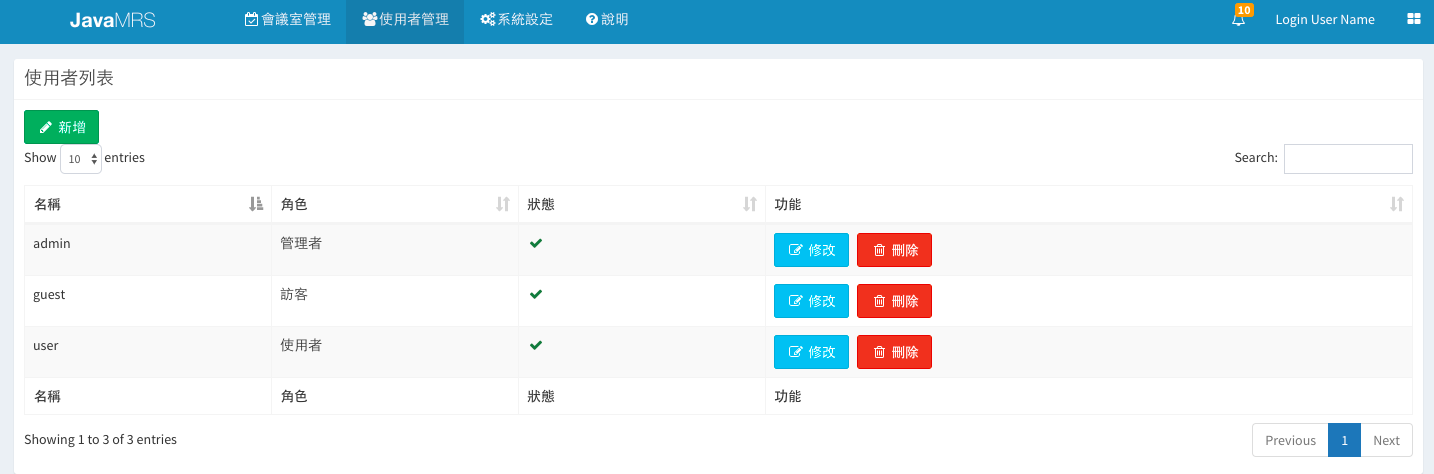 JavaMRS 會議室管理 使用者管理 系統設定 說明 10 Login User Name
使用者列表
新增
Show 10 entries Search:
名稱 角色 狀態 功能
admin 管理者 修改 刪除
guest 訪客 修改 刪除
user 使用者 修改 刪除
名稱 角色 狀態 功能
Showing 1 to 3 of 3 entries Previous 1 Next